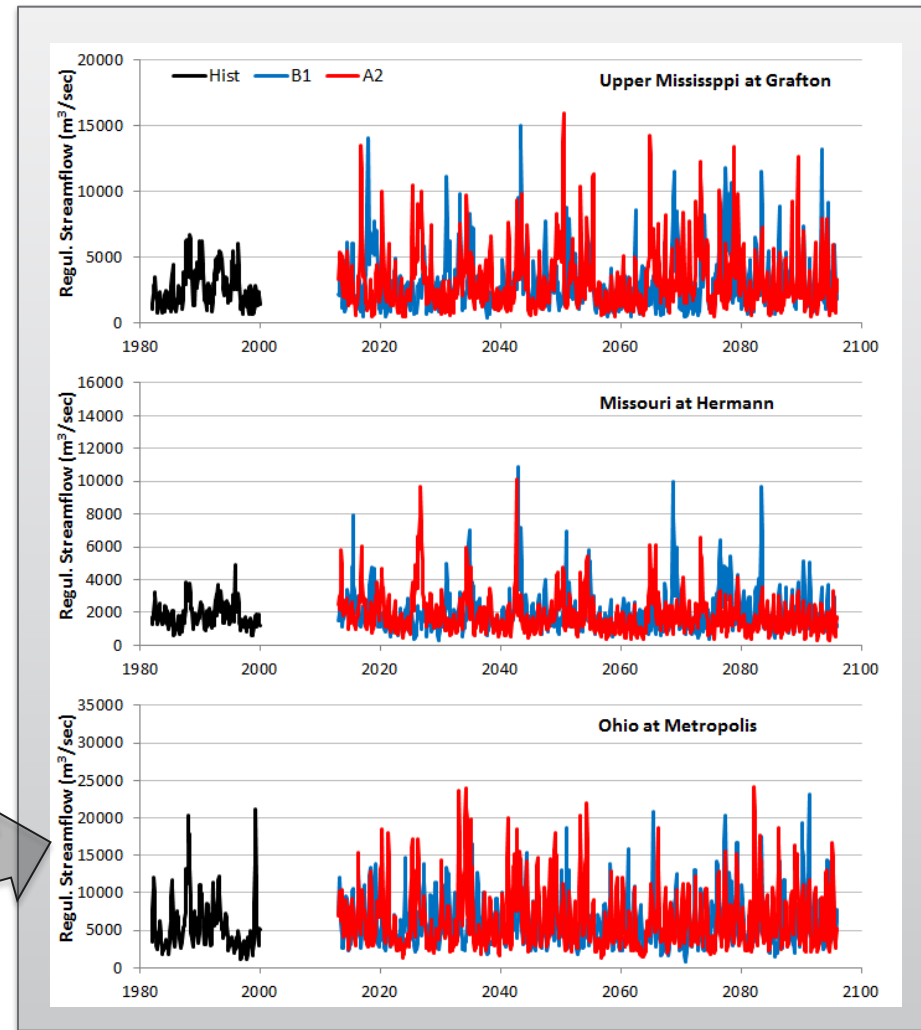 20000
Hist B1 A2
Upper Mississppi at Grafton
15000
10000
5000
0
Regul. Streamflow (m³/sec)
1980 2000 2020 2040 2060 2080 2100
16000
Missouri at Hermann
14000
12000
10000
8000
6000
4000
2000
0
Regul. Streamflow (m³/sec)
1980 2000 2020 2040 2060 2080 2100
35000
Ohio at Metropolis
30000
25000
20000
15000
10000
5000
0
Regul. Streamflow (m³/sec)
1980 2000 2020 2040 2060 2080 2100